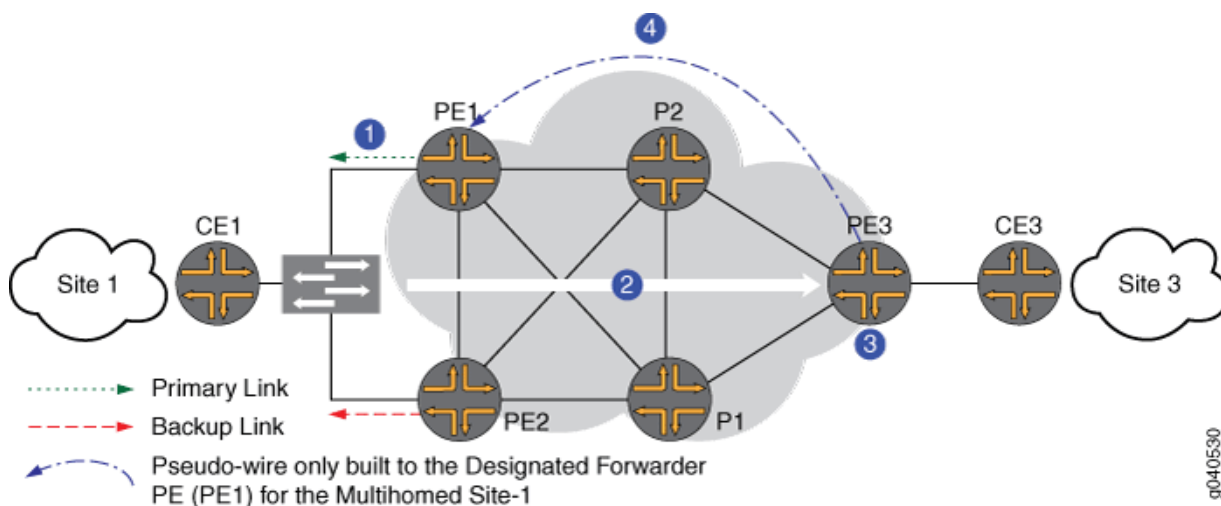 4
PE1
P2
1
CE1
PE3
CE3
Site 1
2
Site 3
3
Primary Link
Backup Link
PE2
P1
Pseudo-wire only built to the Designated Forwarder
PE (PE1) for the Multihomed Site-1
g040530